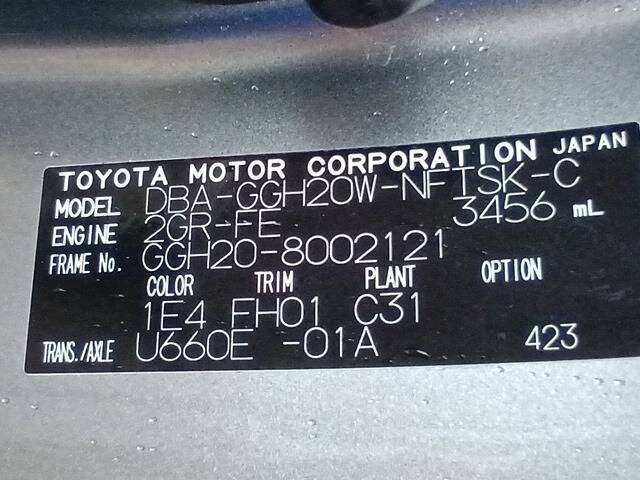 TOYOTA MOTOR CORPORATION JAPAN
MODEL DBA-GGH20W-NFTSK-C
ENGINE 2GR-FE 3456 mL
FRAME No. GGH20-8002121
COLOR TRIM PLANT OPTION
1E4 FH01 C31
TRANS./AXLE U660E -01A 423